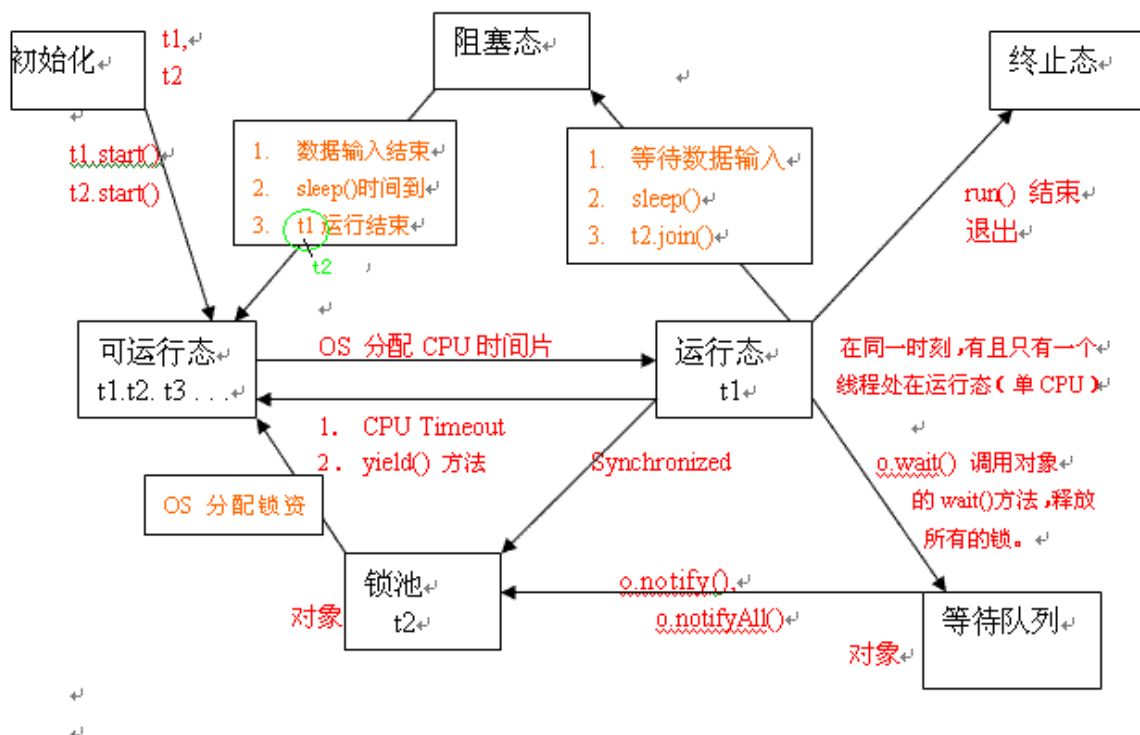 初始化
t1,
t2
阻塞态
终止态
t1.start()
t2.start()
1. 数据输入结束
2. sleep()时间到
3. t1 运行结束
t2
1. 等待数据输入
2. sleep()
3. t2.join()
run() 结束
退出
可运行态
t1.t2. t3 . . .
OS 分配 CPU 时间片
运行态
t1
在同一时刻,有且只有一个
线程处在运行态(单 CPU)
1. CPU Timeout
2. yield() 方法
Synchronized
o.wait() 调用对象
的 wait()方法,释放
所有的锁。
OS 分配锁资
锁池
t2
对象
o.notify(),
o.notifyAll()
等待队列
对象